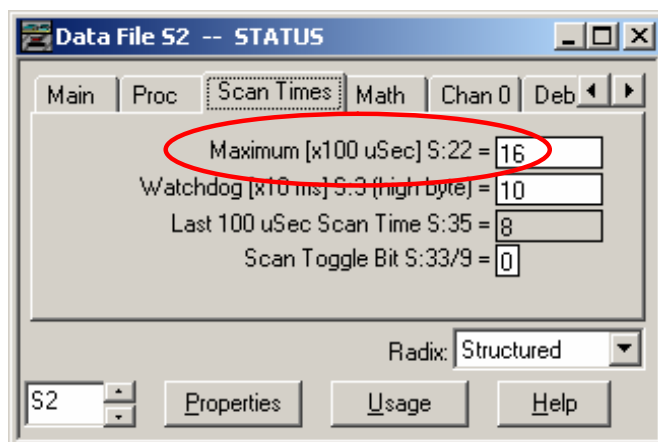 Data File S2 -- STATUS
Main Proc Scan Times Math Chan 0 Deb
Maximum [x100 uSec] S:22 = 16
Watchdog [x10 ms] S:3 (high byte) = 10
Last 100 uSec Scan Time S:35 = 8
Scan Toggle Bit S:33/9 = 0
Radix: Structured
S2 Properties Usage Help